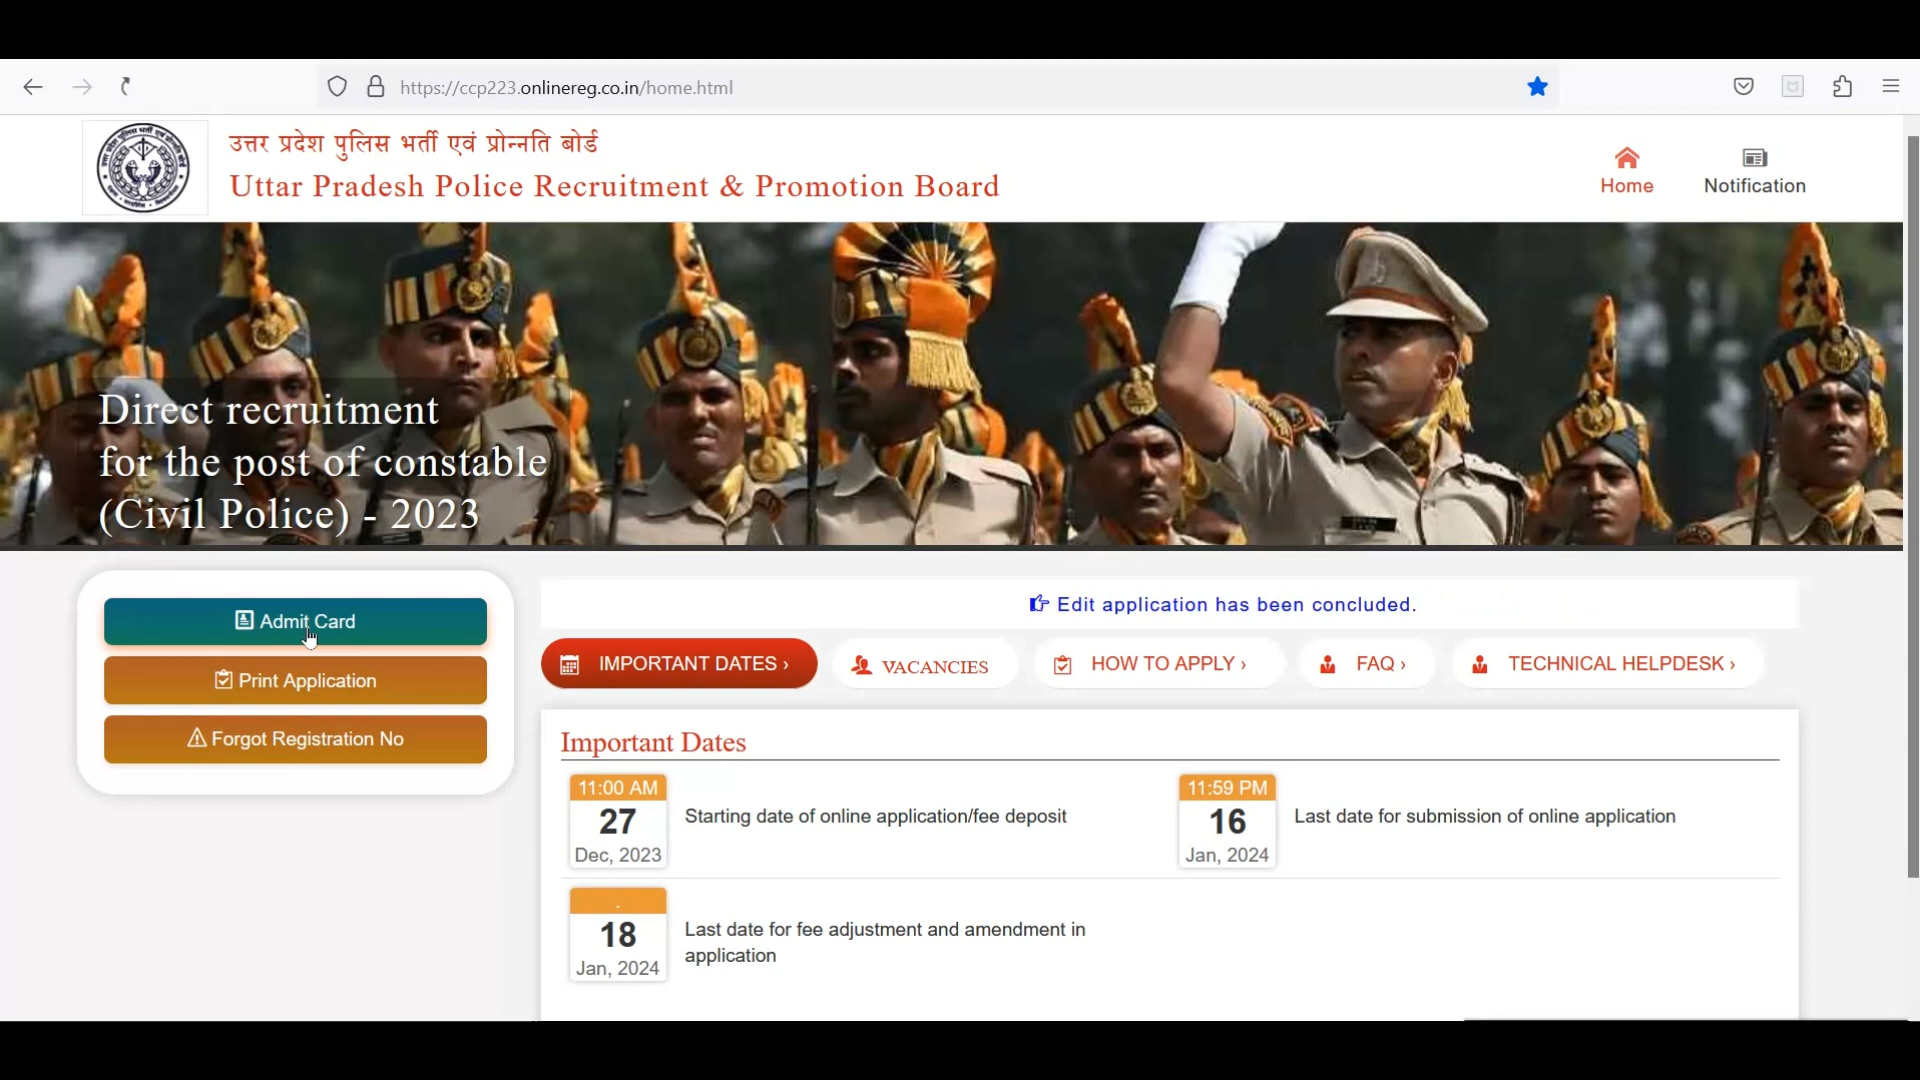 https://ccp223.onlinereg.co.in/home.html
उत्तर प्रदेश पुलिस भर्ती एवं प्रोन्नति बोर्ड
Uttar Pradesh Police Recruitment & Promotion Board
Home
Notification
Direct recruitment
for the post of constable
(Civil Police) - 2023
Admit Card
Print Application
Forgot Registration No
Edit application has been concluded.
IMPORTANT DATES ›
VACANCIES
HOW TO APPLY ›
FAQ ›
TECHNICAL HELPDESK ›
Important Dates
11:00 AM
27
Dec, 2023
Starting date of online application/fee deposit
11:59 PM
16
Jan, 2024
Last date for submission of online application
.
18
Jan, 2024
Last date for fee adjustment and amendment in
application